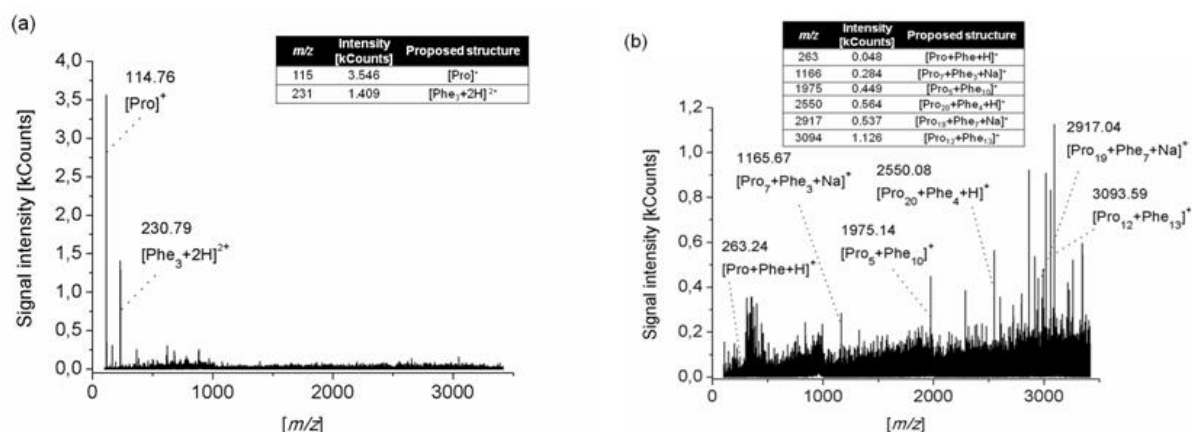 (a)
m/z Intensity [kCounts] Proposed structure
115 3.546 [Pro]⁺
231 1.409 [Phe₃+2H]²⁺
4,0
3,5
3,0
2,5
2,0
1,5
1,0
0,5
0,0
Signal intensity [kCounts]
114.76
[Pro]⁺
230.79
[Phe₃+2H]²⁺
0 1000 2000 3000
[m/z]
(b)
m/z Intensity [kCounts] Proposed structure
263 0.048 [Pro+Phe+H]⁺
1166 0.284 [Pro₇+Phe₃+Na]⁺
1975 0.449 [Pro₅+Phe₁₀]⁺
2550 0.564 [Pro₂₀+Phe₄+H]⁺
2917 0.537 [Pro₁₉+Phe₇+Na]⁺
3094 1.126 [Pro₁₂+Phe₁₃]⁺
1,2
1,0
0,8
0,6
0,4
0,2
0,0
Signal intensity [kCounts]
263.24
[Pro+Phe+H]⁺
1165.67
[Pro₇+Phe₃+Na]⁺
1975.14
[Pro₅+Phe₁₀]⁺
2550.08
[Pro₂₀+Phe₄+H]⁺
2917.04
[Pro₁₉+Phe₇+Na]⁺
3093.59
[Pro₁₂+Phe₁₃]⁺
0 1000 2000 3000
[m/z]